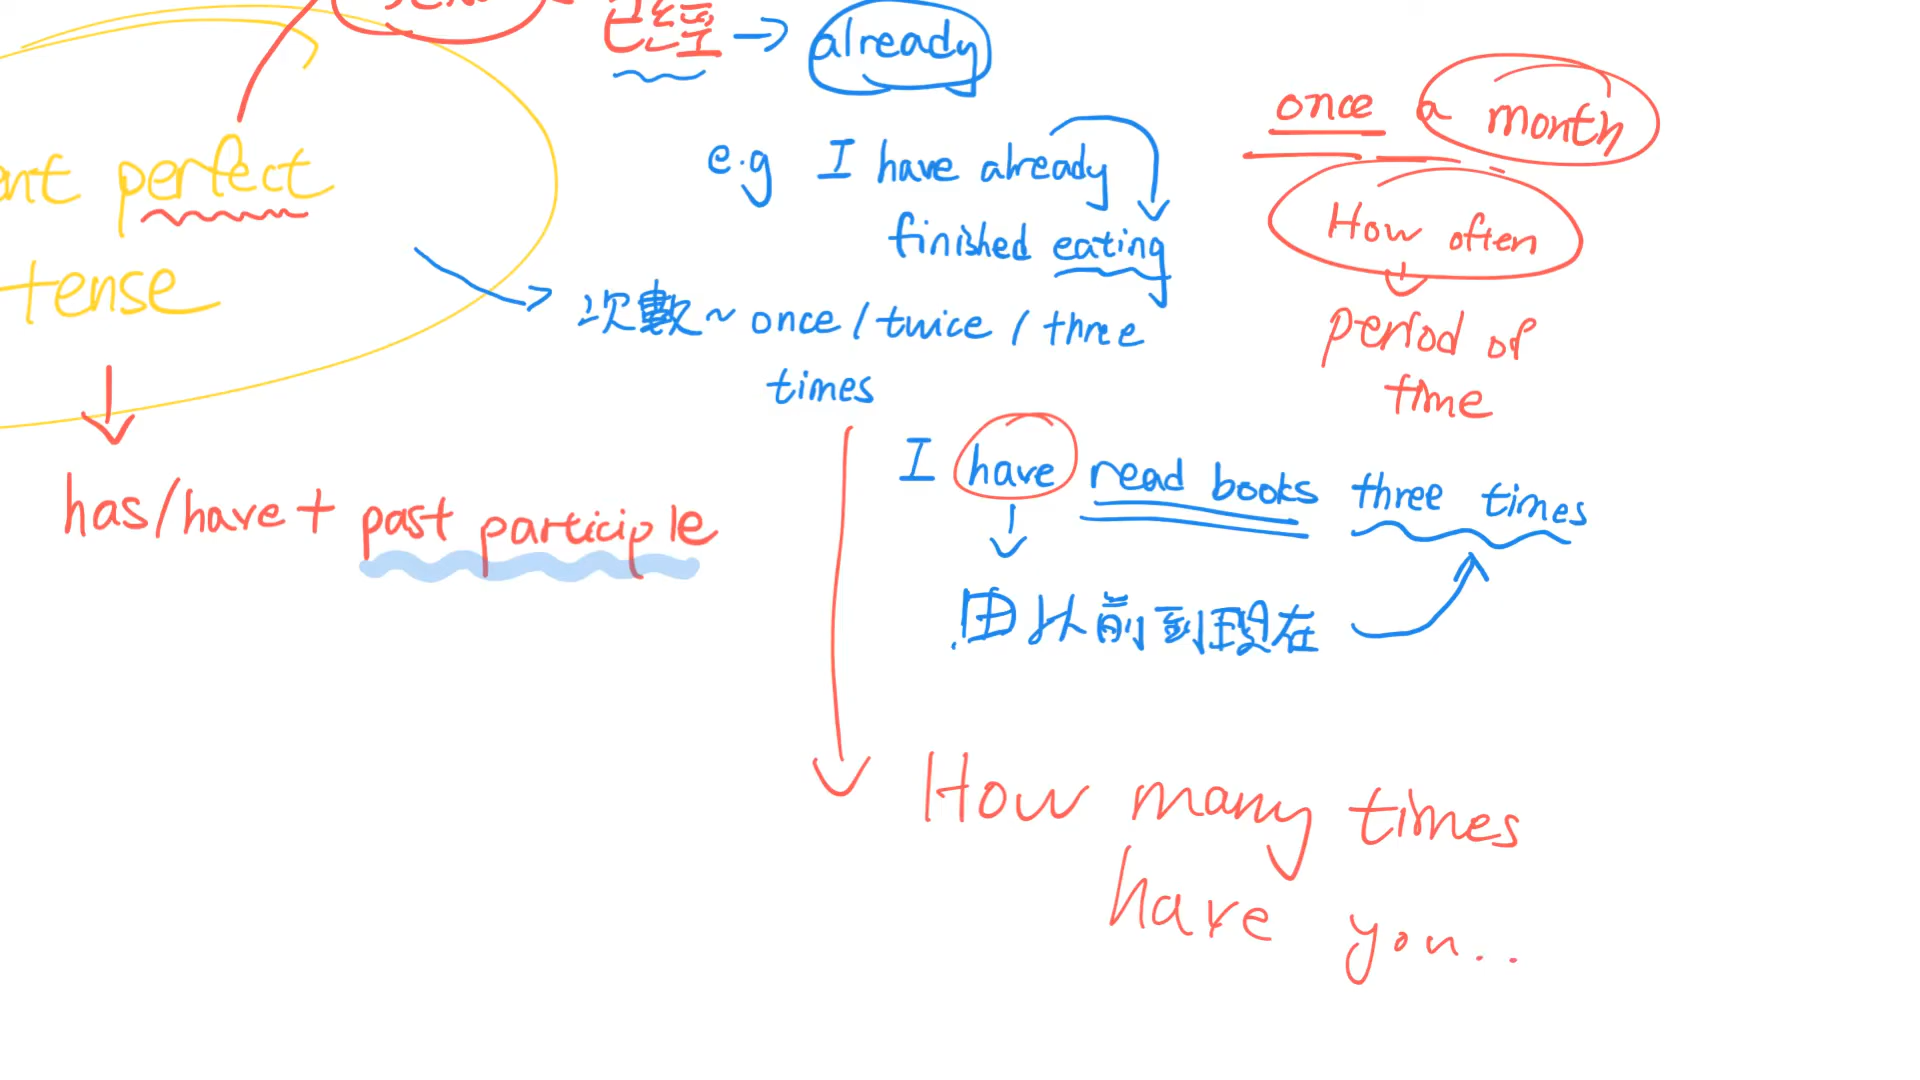 已經 → already
once a month
e.g I have already
finished eating
How often
period of
time
perfect
tense
次數~ once / twice / three
times
has/have + past participle
I have read books three times
由以前到現在
How many times
have you..